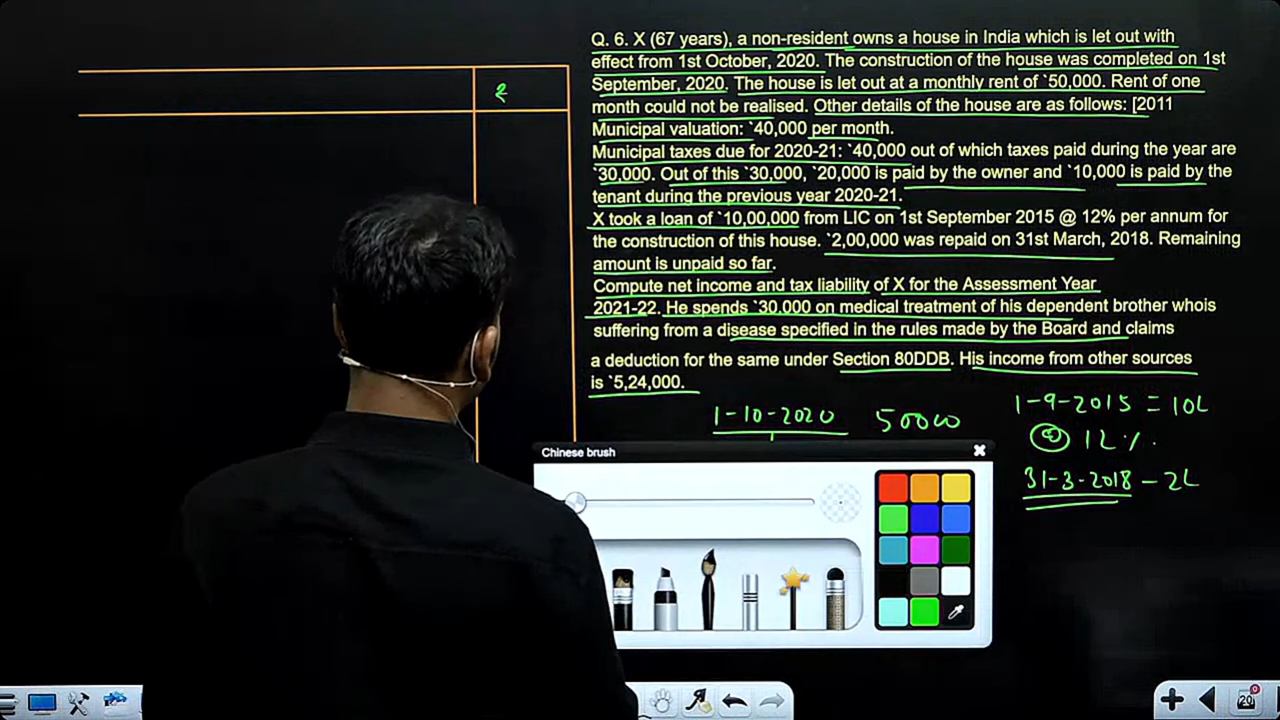 Q. 6. X (67 years), a non-resident owns a house in India which is let out with
effect from 1st October, 2020. The construction of the house was completed on 1st
September, 2020. The house is let out at a monthly rent of `50,000. Rent of one
month could not be realised. Other details of the house are as follows: [2011
Municipal valuation: `40,000 per month.
Municipal taxes due for 2020-21: `40,000 out of which taxes paid during the year are
`30,000. Out of this `30,000, `20,000 is paid by the owner and `10,000 is paid by the
tenant during the previous year 2020-21.
X took a loan of `10,00,000 from LIC on 1st September 2015 @ 12% per annum for
the construction of this house. `2,00,000 was repaid on 31st March, 2018. Remaining
amount is unpaid so far.
Compute net income and tax liability of X for the Assessment Year
2021-22. He spends `30,000 on medical treatment of his dependent brother whois
suffering from a disease specified in the rules made by the Board and claims
a deduction for the same under Section 80DDB. His income from other sources
is `5,24,000.
₹
1-10-2020 50000
1-9-2015 = 10L
@ 12%.
31-3-2018 - 2L
Chinese brush
20
0